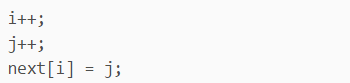 i++;
j++;
next[i] = j;